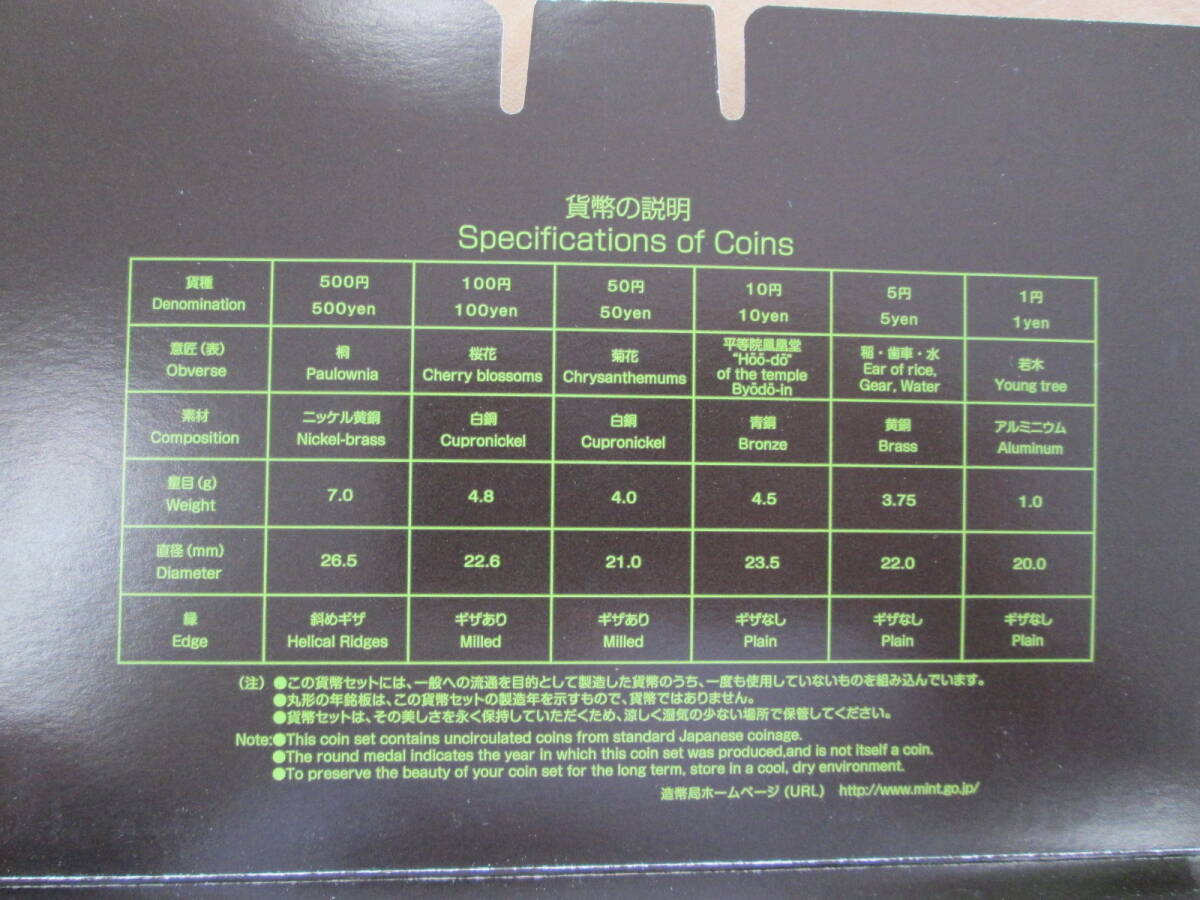 貨幣の説明
Specifications of Coins
貨種 500円 100円 50円 10円 5円 1円
Denomination 500yen 100yen 50yen 10yen 5yen 1yen
意匠(表) 桐 桜花 菊花 平等院鳳凰堂 稲・歯車・水 若木
Obverse Paulownia Cherry blossoms Chrysanthemums "Hōō-dō" of the temple Byōdō-in Ear of rice, Gear, Water Young tree
素材 ニッケル黄銅 白銅 白銅 青銅 黄銅 アルミニウム
Composition Nickel-brass Cupronickel Cupronickel Bronze Brass Aluminum
量目(g) 7.0 4.8 4.0 4.5 3.75 1.0
Weight
直径(mm) 26.5 22.6 21.0 23.5 22.0 20.0
Diameter
縁 斜めギザ ギザあり ギザあり ギザなし ギザなし ギザなし
Edge Helical Ridges Milled Milled Plain Plain Plain
(注) ●この貨幣セットには、一般への流通を目的として製造した貨幣のうち、一度も使用していないものを組み込んでいます。
●丸形の年銘板は、この貨幣セットの製造年を示すもので、貨幣ではありません。
●貨幣セットは、その美しさを永く保持していただくため、涼しく湿気の少ない場所で保管してください。
Note:●This coin set contains uncirculated coins from standard Japanese coinage.
●The round medal indicates the year in which this coin set was produced,and is not itself a coin.
●To preserve the beauty of your coin set for the long term, store in a cool, dry environment.
造幣局ホームページ(URL) http://www.mint.go.jp/